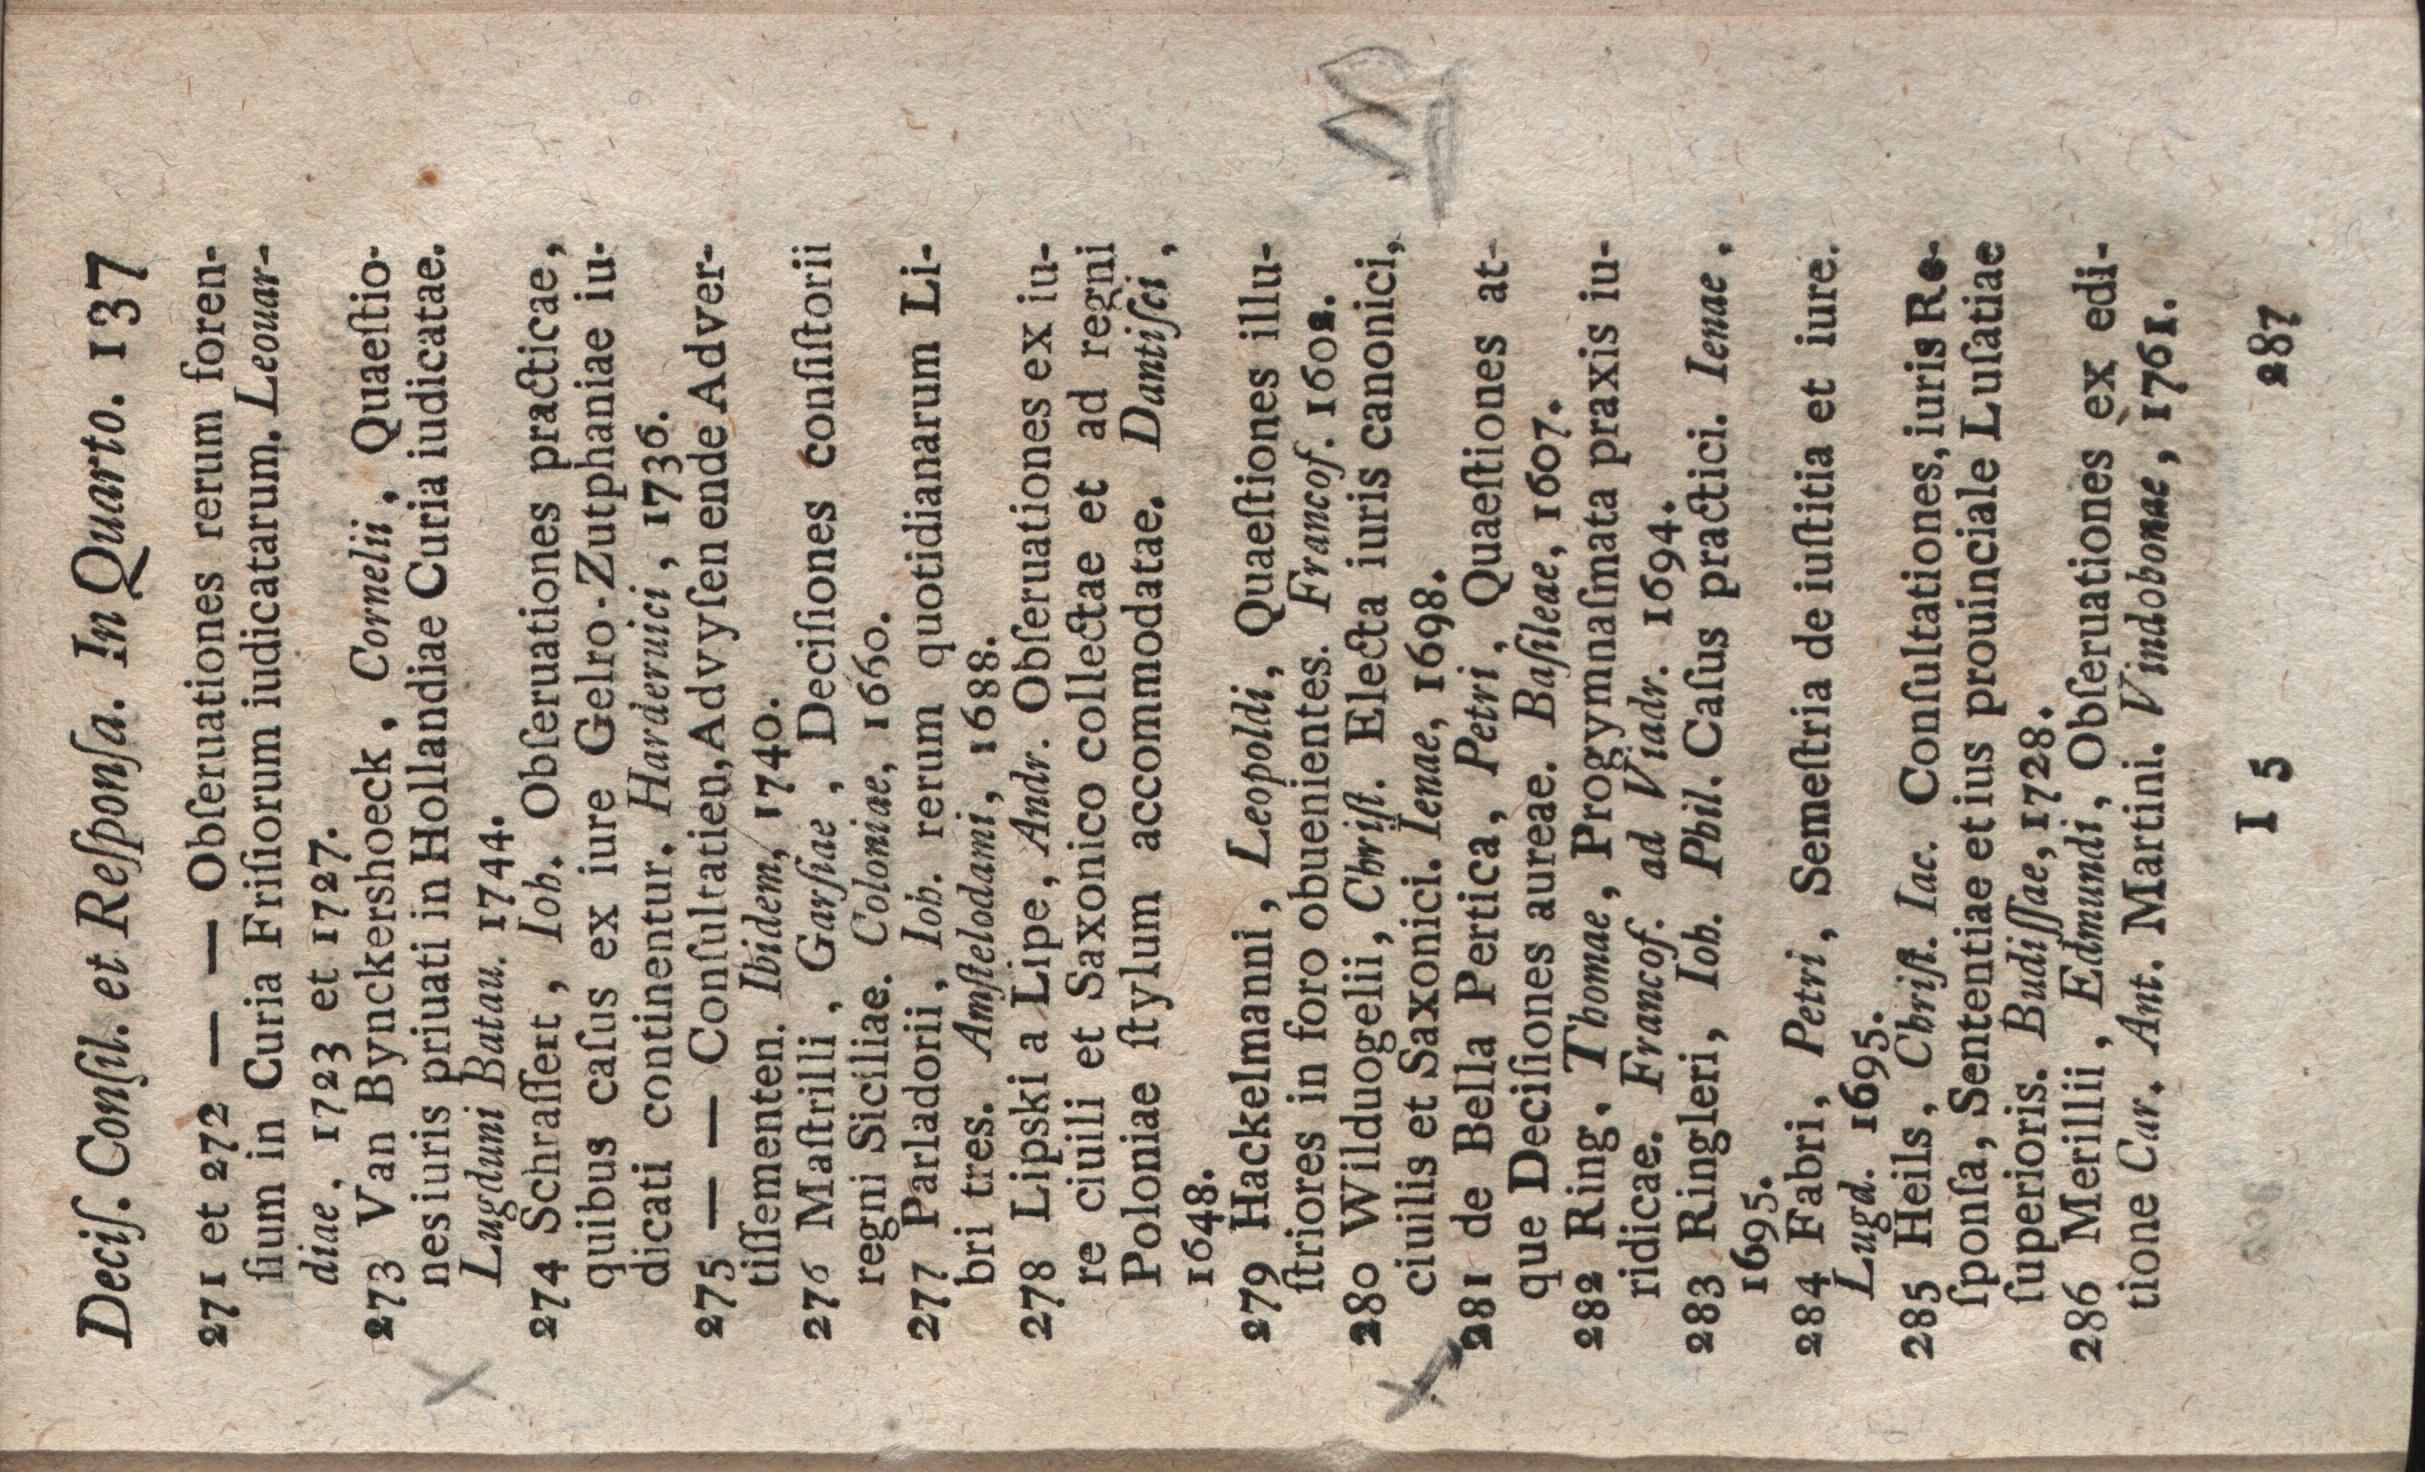 Deciſ. Conſil. et Reſponſa. In Quarto. 137
271 et 272 — — Obſeruationes rerum foren-
ſium in Curia Friſiorum iudicatarum. Leouar-
diae, 1723 et 1727.
273 Van Bynckershoeck, Cornelii, Quaeſtio-
nes iuris priuati in Hollandiae Curia iudicatae.
Lugduni Batau. 1744.
274 Schraſſert, Ioh. Obſeruationes practicae,
quibus caſus ex iure Gelro-Zutphaniae iu-
dicati continentur. Harderuici, 1736.
275 — — Conſultatien, Advyſen ende Adver-
tiſſementen. Ibidem, 1740.
276 Maſtrilli, Garſiae, Deciſiones conſiſtorii
regni Siciliae. Coloniae, 1650.
277 Parladorii, Ioh. rerum quotidianarum Li-
bri tres. Amſtelodami, 1688.
278 Lipski a Lipe, Andr. Obſeruationes ex iu-
re ciuili et Saxonico collectae et ad regni
Poloniae ſtylum accommodatae. Dantiſci,
1648.
279 Hackelmanni, Leopoldi, Quaeſtiones illu-
ſtriores in foro obuenientes. Francof. 1602.
280 Wilduogelii, Chriſt. Electa iuris canonici,
ciuilis et Saxonici. Ienae, 1698.
281 de Bella Pertica, Petri, Quaeſtiones at-
que Deciſiones aureae. Baſileae, 1607.
282 Ring. Thomae, Progymnaſmata praxis iu-
ridicae. Francof. ad Viadr. 1694.
283 Ringleri, Ioh. Phil. Caſus practici. Ienae,
1695.
284 Fabri, Petri, Semeſtria de iuſtitia et iure.
Lugd. 1695.
285 Heils, Chriſt. Iac. Conſultationes, iuris Re-
ſponſa, Sententiae et ius prouinciale Luſatiae
ſuperioris. Budiſſae, 1728.
286 Merillii, Edmundi, Obſeruationes ex edi-
tione Car. Ant. Martini. Vindobonae, 1761.
I 5 287